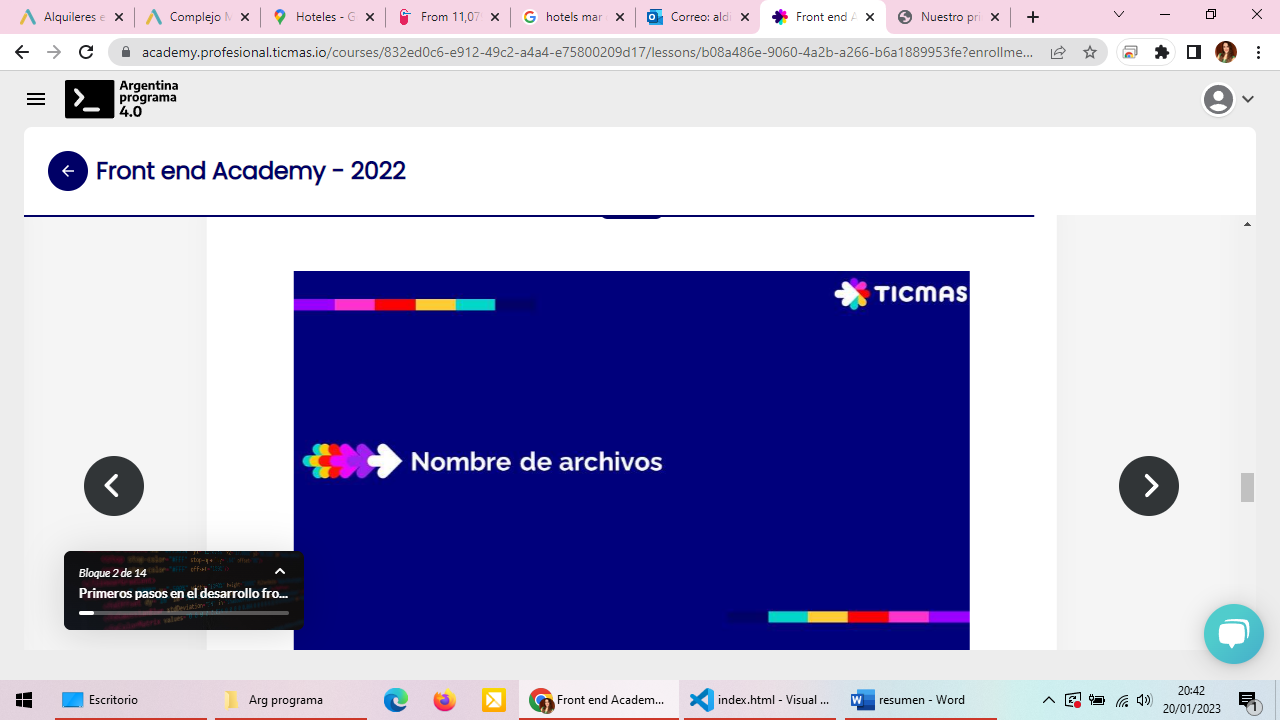 Alquileres e
Complejo M
Hoteles - G
From 11,07
hotels mar
Correo: ald
Front end A
Nuestro pri
academy.profesional.ticmas.io/courses/832ed0c6-e912-49c2-a4a4-e75800209d17/lessons/b03a486e-9060-4a2b-a266-b6a1889953fe?enrollme...
Argentina
programa
4.0
Front end Academy - 2022
TICMAS
Nombre de archivos
Bloque 2 de 14
Primeros pasos en el desarrollo fro...
Escritorio
Arg programa
Front end Academ...
index.html - Visual ...
resumen - Word
20:42
20/01/2023
1